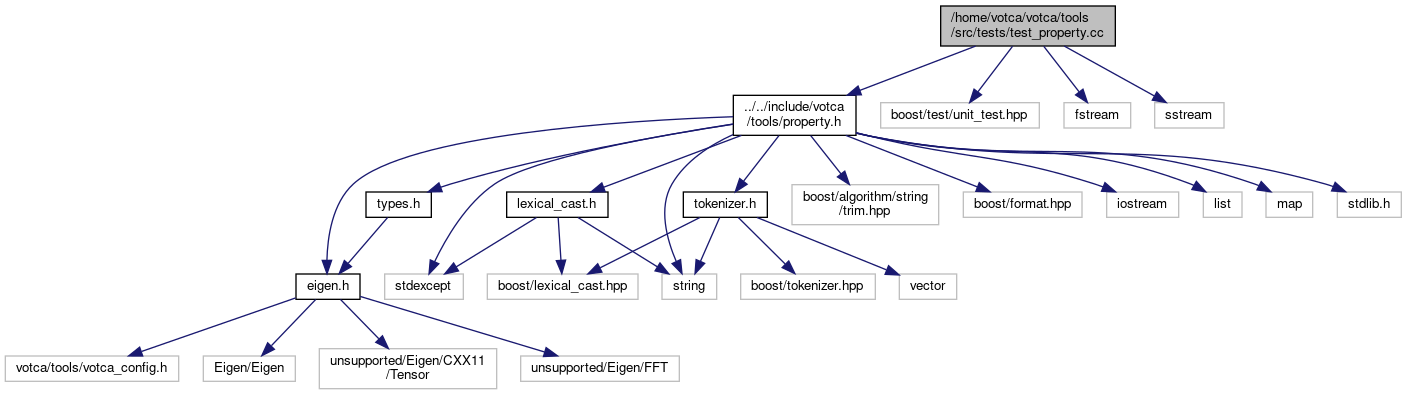 /home/votca/votca/tools
/src/tests/test_property.cc
../../include/votca
/tools/property.h
boost/test/unit_test.hpp
fstream
sstream
types.h
lexical_cast.h
tokenizer.h
boost/algorithm/string
/trim.hpp
boost/format.hpp
iostream
list
map
stdlib.h
eigen.h
stdexcept
boost/lexical_cast.hpp
string
boost/tokenizer.hpp
vector
votca/tools/votca_config.h
Eigen/Eigen
unsupported/Eigen/CXX11
/Tensor
unsupported/Eigen/FFT